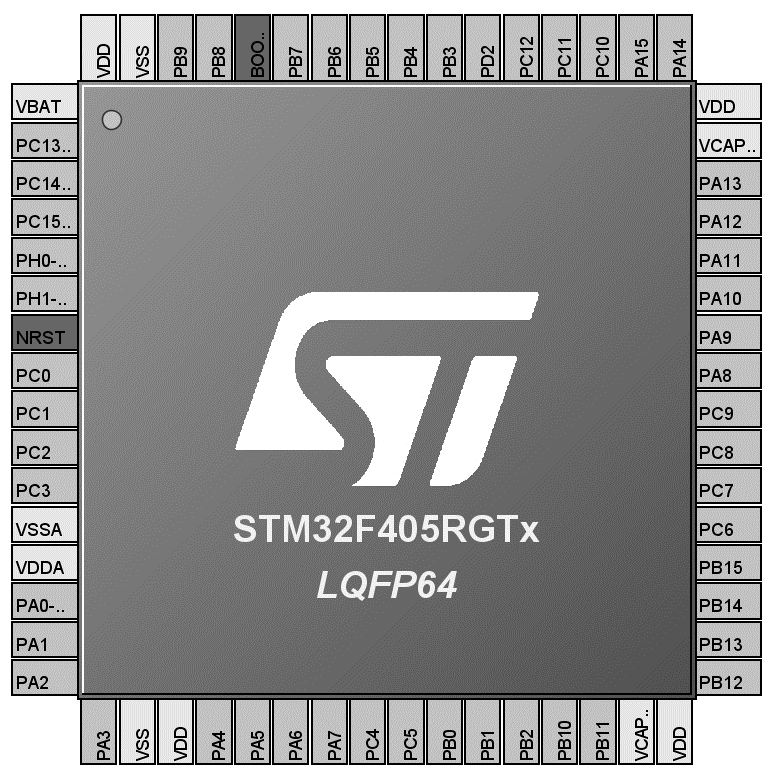 VDD
VSS
PB9
PB8
BOO..
PB7
PB6
PB5
PB4
PB3
PD2
PC12
PC11
PC10
PA15
PA14
VBAT
PC13..
PC14..
PC15..
PH0-..
PH1-..
NRST
PC0
PC1
PC2
PC3
VSSA
VDDA
PA0-..
PA1
PA2
ST
STM32F405RGTx
LQFP64
VDD
VCAP..
PA13
PA12
PA11
PA10
PA9
PA8
PC9
PC8
PC7
PC6
PB15
PB14
PB13
PB12
PA3
VSS
VDD
PA4
PA5
PA6
PA7
PC4
PC5
PB0
PB1
PB2
PB10
PB11
VCAP..
VDD